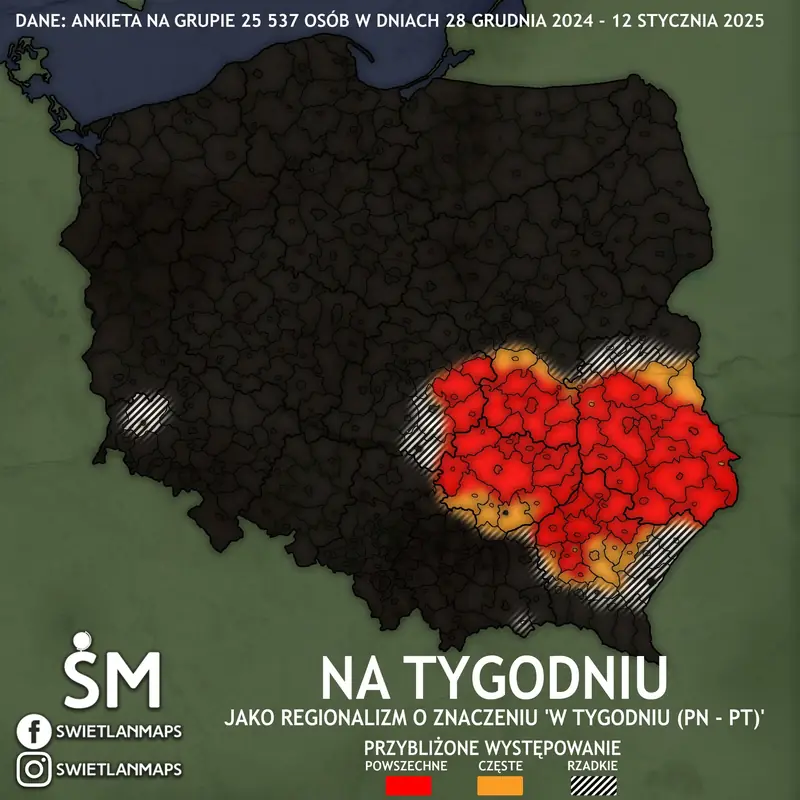 DANE: ANKIETA NA GRUPIE 25 537 OSÓB W DNIACH 28 GRUDNIA 2024 - 12 STYCZNIA 2025
ŚM
SWIETLANMAPS
SWIETLANMAPS
NA TYGODNIU
JAKO REGIONALIZM O ZNACZENIU 'W TYGODNIU (PN - PT)'
PRZYBLIŻONE WYSTĘPOWANIE
POWSZECHNE CZĘSTE RZADKIE